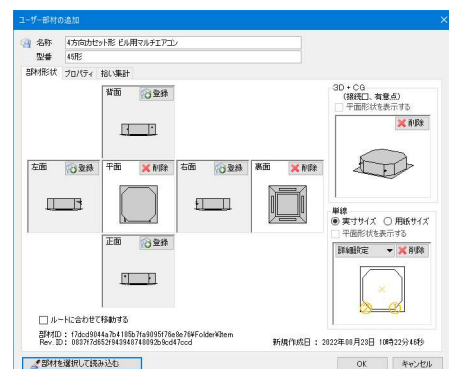 ユーザー部材の追加
名称 4方向カセット形 ビル用マルチエアコン
型番 45形
部材形状 プロパティ 拾い集計
背面 登録
左面 登録 平面 削除 右面 登録 裏面 削除
正面 登録
3D + CG
(接続口、有意点)
平面形状を表示する
削除
単線
実寸サイズ 用紙サイズ
平面形状を表示する
詳細設定 削除
ルートに合わせて移動する
部材ID : f7dcd9044a7b4185b7fa9095f76e8e76¥Folder¥Item
Rev. ID : 0837f7d652f943948748092b9cd47ccd
新規作成日 : 2022年08月23日 10時22分46秒
部材を選択して読み込む
OK キャンセル